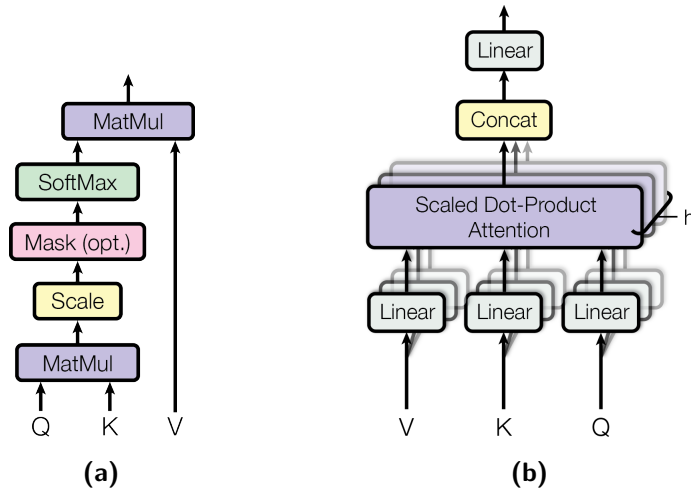 MatMul
SoftMax
Mask (opt.)
Scale
MatMul
Q K V
(a)
Linear
Concat
Scaled Dot-Product
Attention
h
Linear Linear Linear
V K Q
(b)